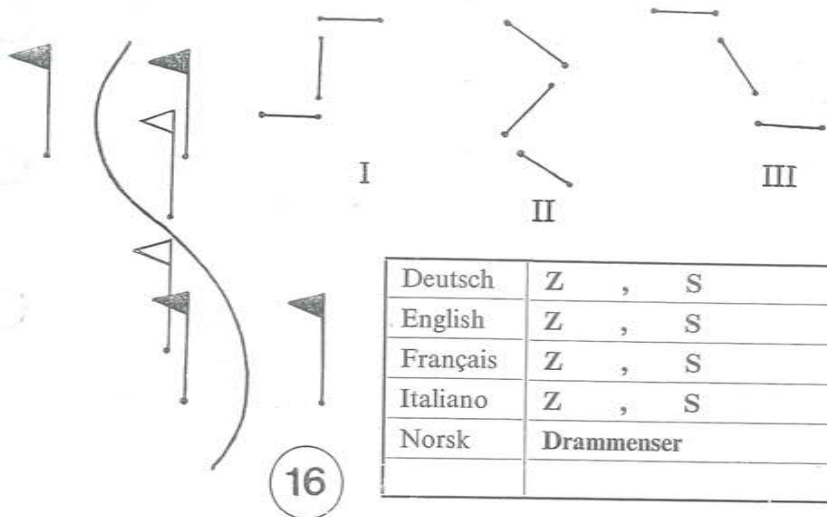 I
II
III
Deutsch Z , S
English Z , S
Français Z , S
Italiano Z , S
Norsk Drammenser
16